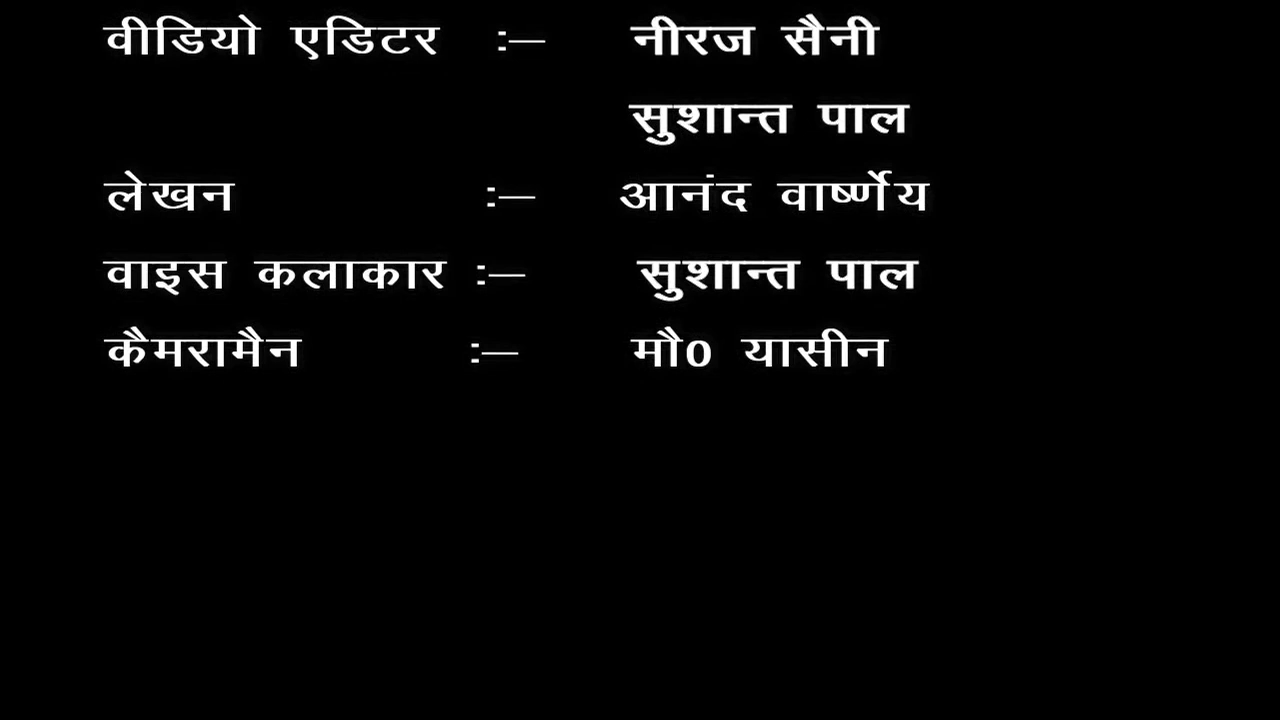 वीडियो एडिटर :– नीरज सैनी
सुशान्त पाल
लेखन :– आनंद वार्ष्णेय
वाइस कलाकार :– सुशान्त पाल
कैमरामैन :– मौ0 यासीन